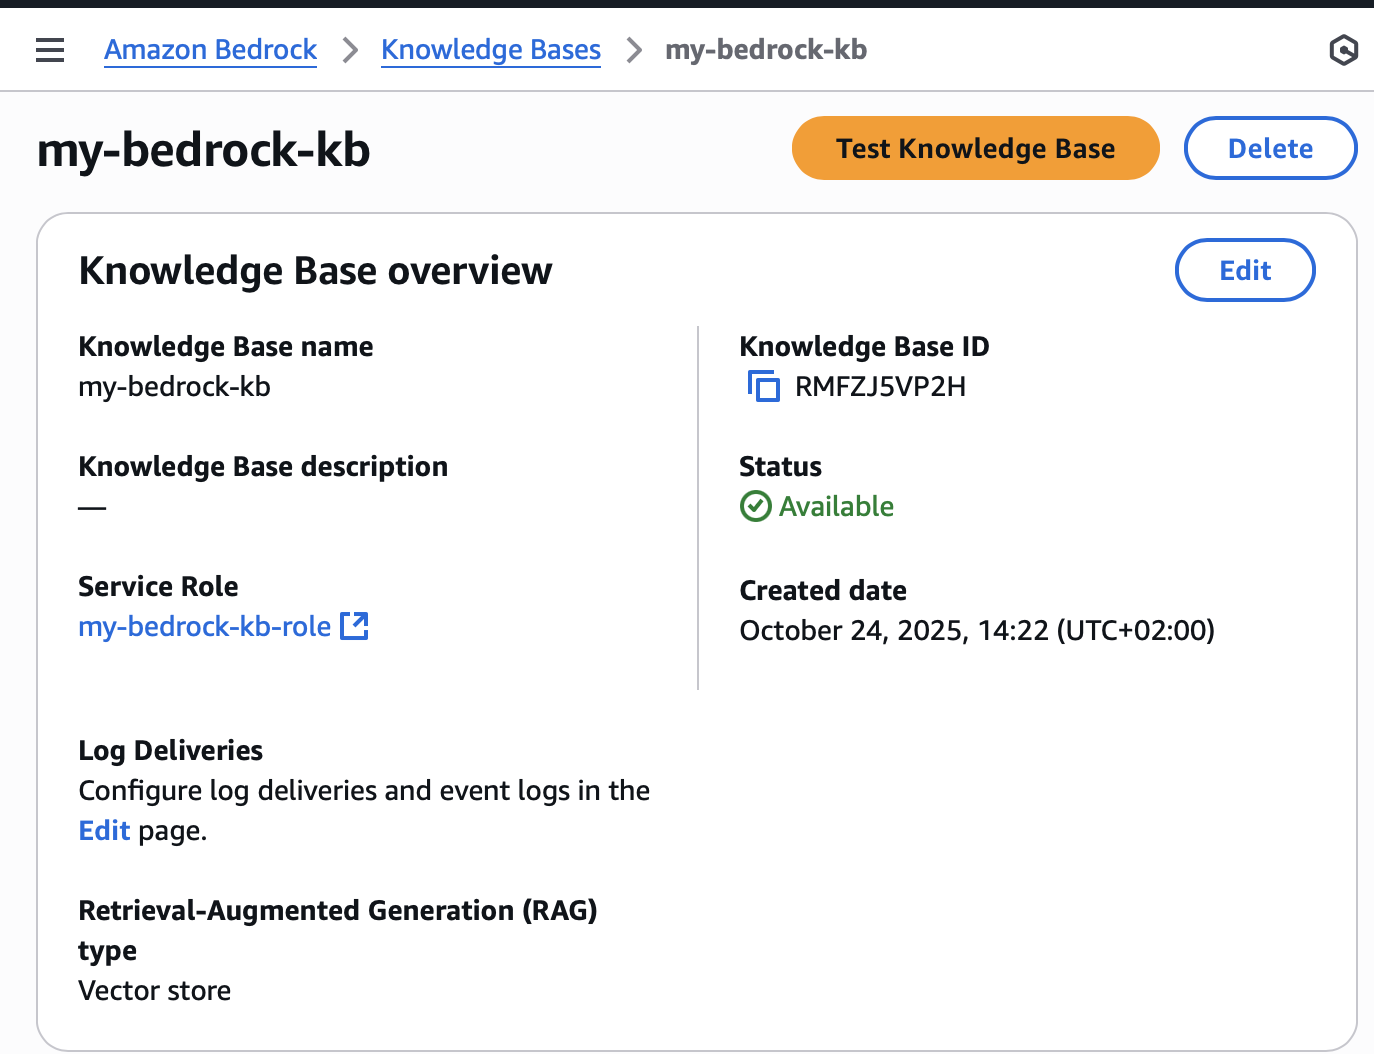 Amazon Bedrock > Knowledge Bases > my-bedrock-kb
my-bedrock-kb
Test Knowledge Base
Delete
Knowledge Base overview
Edit
Knowledge Base name
my-bedrock-kb
Knowledge Base ID
RMFZJ5VP2H
Knowledge Base description
—
Status
Available
Service Role
my-bedrock-kb-role
Created date
October 24, 2025, 14:22 (UTC+02:00)
Log Deliveries
Configure log deliveries and event logs in the
Edit page.
Retrieval-Augmented Generation (RAG)
type
Vector store